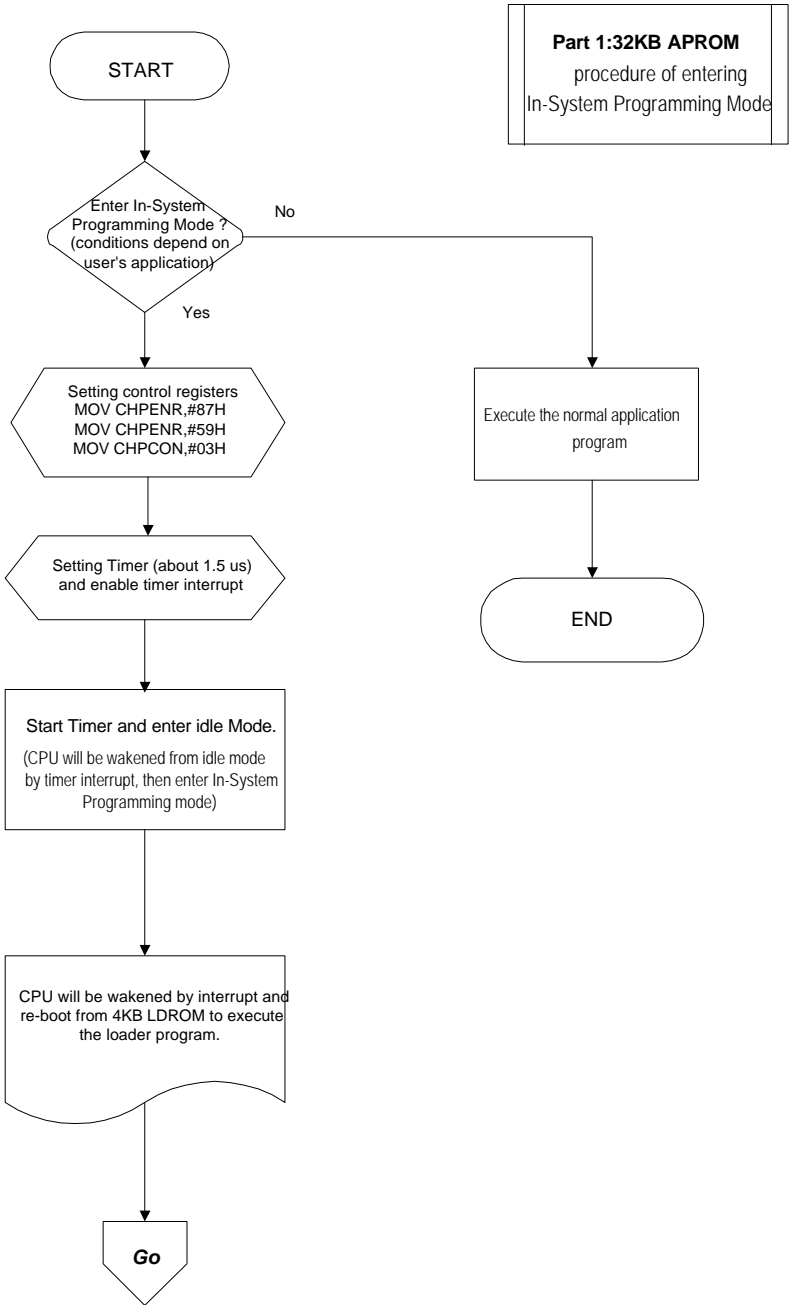 Part 1:32KB APROM
procedure of entering
In-System Programming Mode
START
Enter In-System
Programming Mode ?
(conditions depend on
user's application)
No
Yes
Setting control registers
MOV CHPENR,#87H
MOV CHPENR,#59H
MOV CHPCON,#03H
Execute the normal application
program
Setting Timer (about 1.5 us)
and enable timer interrupt
END
Start Timer and enter idle Mode.
(CPU will be wakened from idle mode
by timer interrupt, then enter In-System
Programming mode)
CPU will be wakened by interrupt and
re-boot from 4KB LDROM to execute
the loader program.
Go